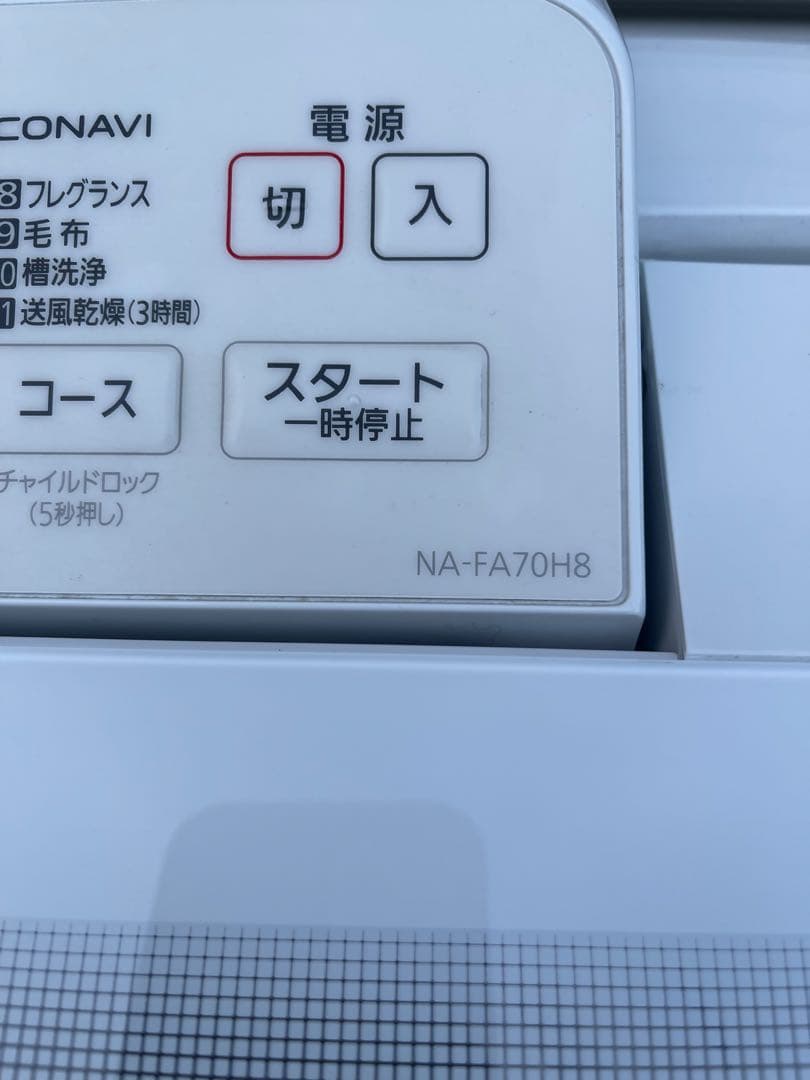 CONAVI
電源
切
入
8 フレグランス
9 毛布
0 槽洗浄
1 送風乾燥(3時間)
コース
スタート
一時停止
チャイルドロック
(5秒押し)
NA-FA70H8